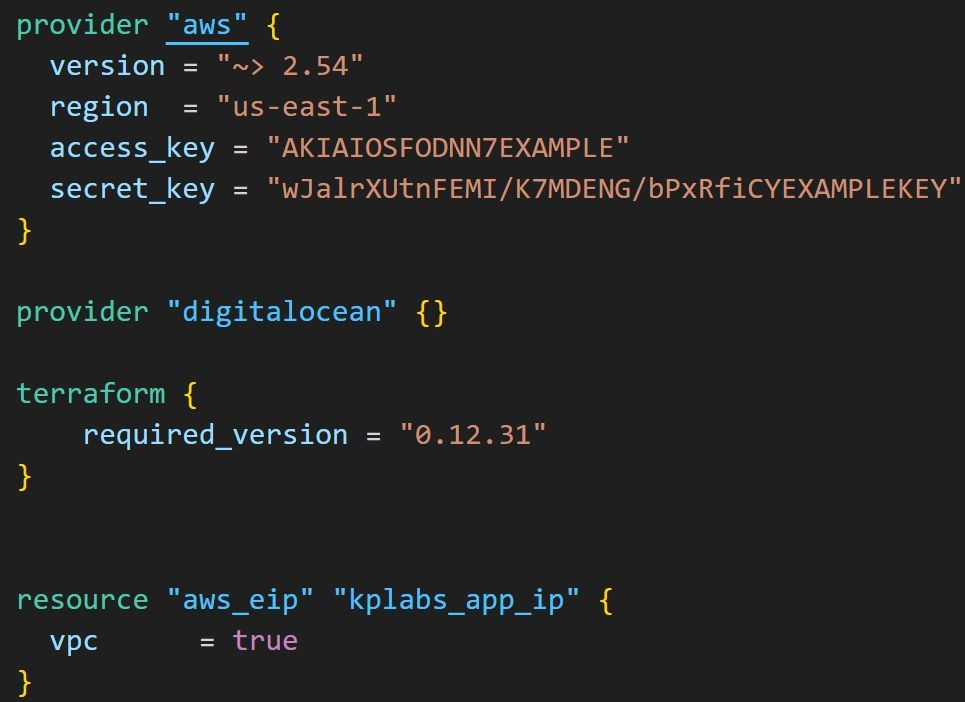 provider "aws" {
  version = "~> 2.54"
  region  = "us-east-1"
  access_key = "AKIAIOSFODNN7EXAMPLE"
  secret_key = "wJalrXUtnFEMI/K7MDENG/bPxRfiCYEXAMPLEKEY"
}
provider "digitalocean" {}
terraform {
    required_version = "0.12.31"
}
resource "aws_eip" "kplabs_app_ip" {
  vpc      = true
}